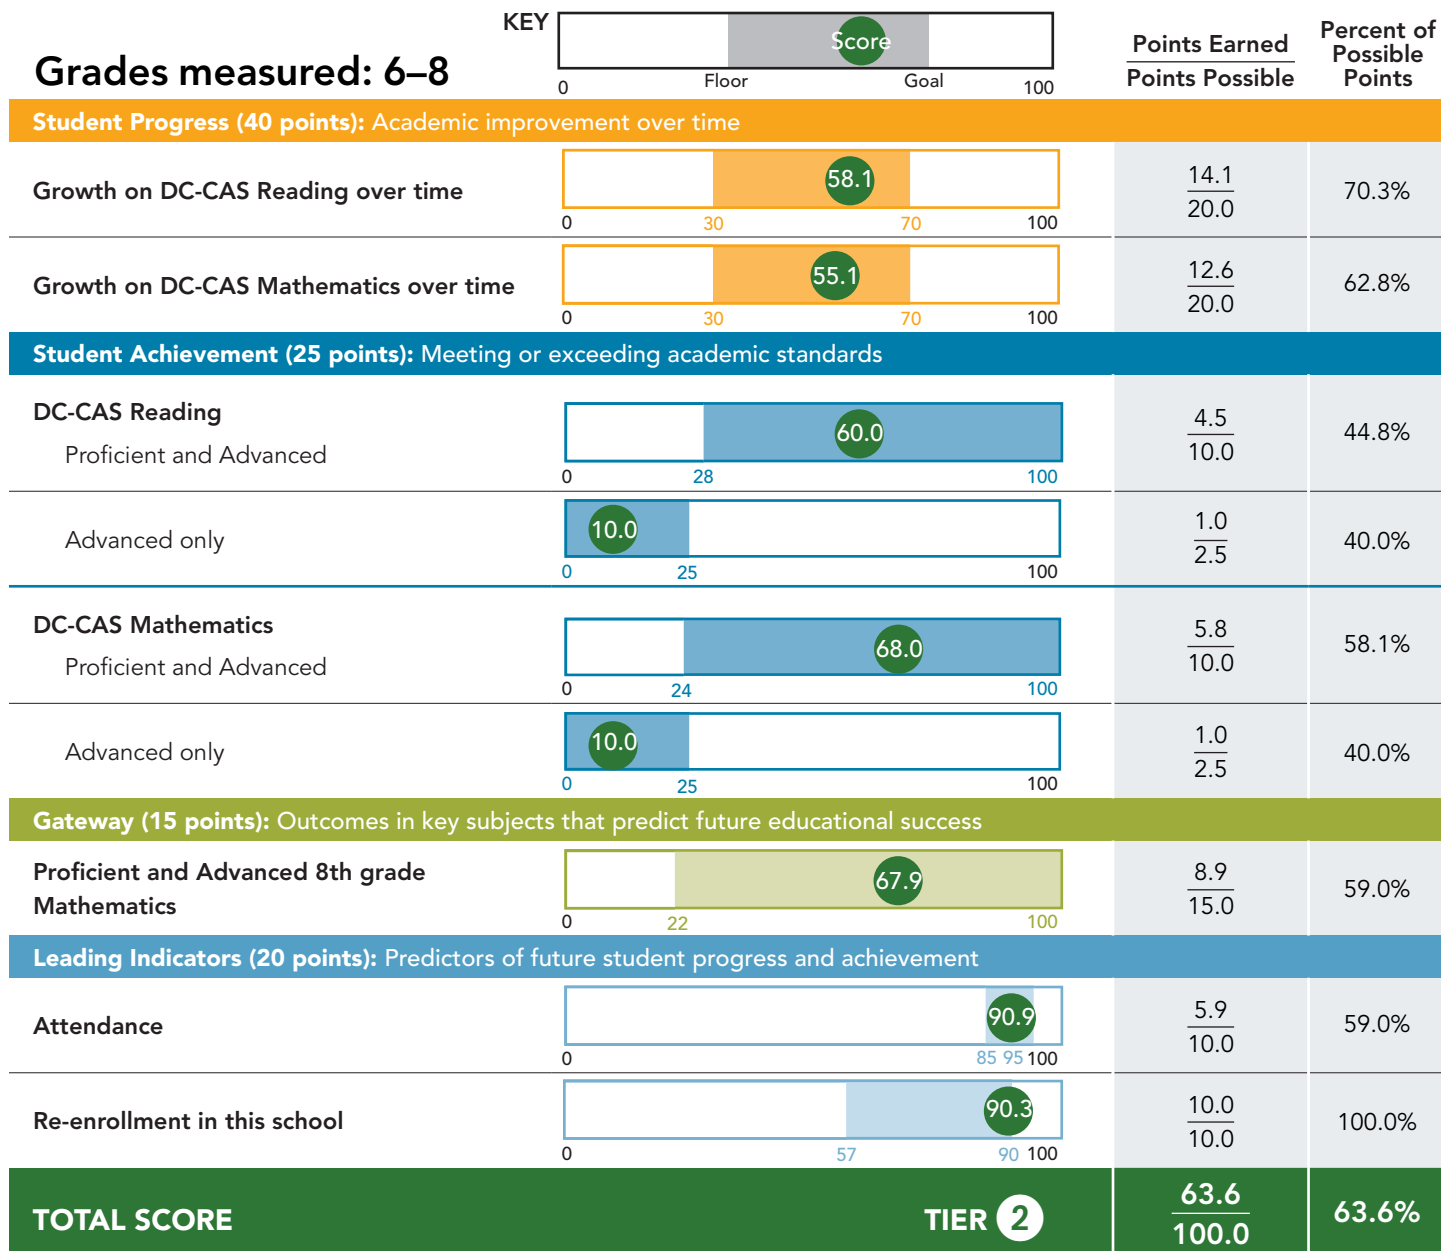 KEY
Score
0 Floor Goal 100
Grades measured: 6–8
Points Earned
Points Possible
Percent of
Possible
Points
Student Progress (40 points): Academic improvement over time
Growth on DC-CAS Reading over time
58.1
0 30 70 100
14.1
20.0
70.3%
Growth on DC-CAS Mathematics over time
55.1
0 30 70 100
12.6
20.0
62.8%
Student Achievement (25 points): Meeting or exceeding academic standards
DC-CAS Reading
Proficient and Advanced
60.0
0 28 100
4.5
10.0
44.8%
Advanced only
10.0
0 25 100
1.0
2.5
40.0%
DC-CAS Mathematics
Proficient and Advanced
68.0
0 24 100
5.8
10.0
58.1%
Advanced only
10.0
0 25 100
1.0
2.5
40.0%
Gateway (15 points): Outcomes in key subjects that predict future educational success
Proficient and Advanced 8th grade
Mathematics
67.9
0 22 100
8.9
15.0
59.0%
Leading Indicators (20 points): Predictors of future student progress and achievement
Attendance
90.9
0 85 95 100
5.9
10.0
59.0%
Re-enrollment in this school
90.3
0 57 90 100
10.0
10.0
100.0%
TOTAL SCORE
TIER 2
63.6
100.0
63.6%